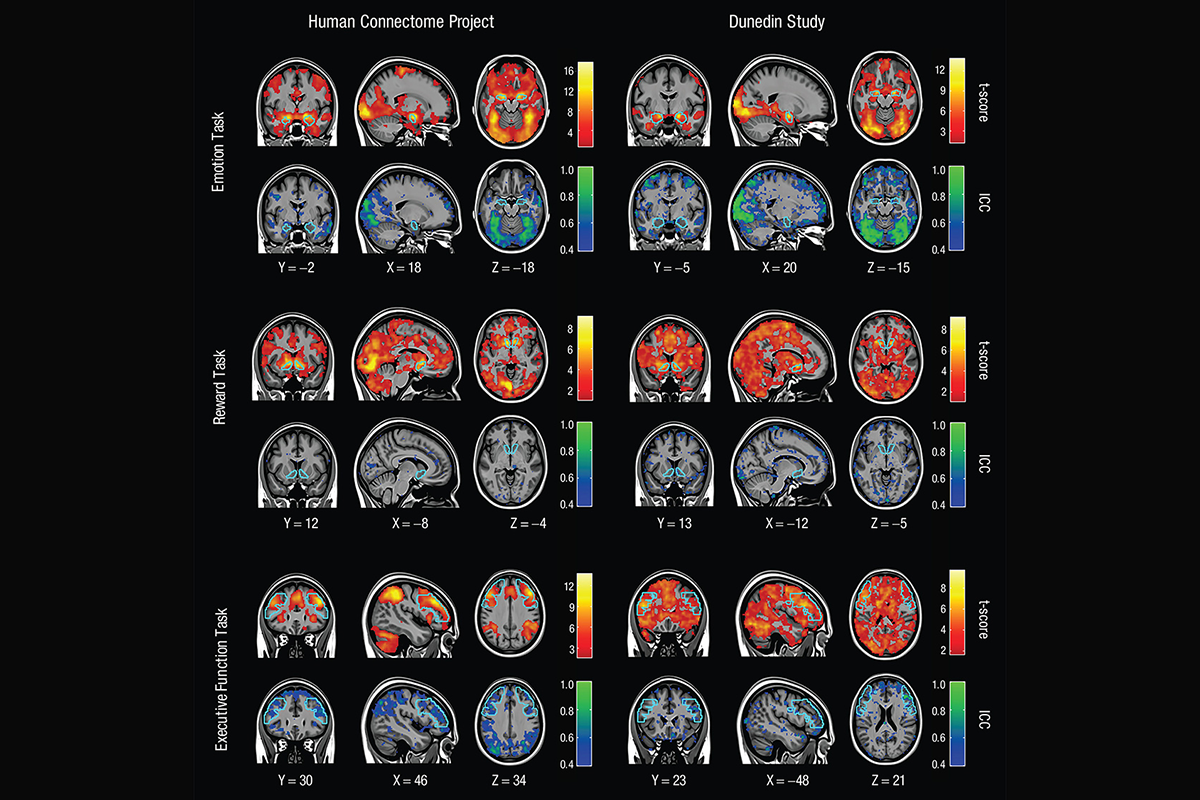 Human Connectome Project
Dunedin Study
Emotion Task
16
12
8
4
12
9
6
3
t-score
1.0
0.8
0.6
0.4
1.0
0.8
0.6
0.4
ICC
Y = −2
X = 18
Z = −18
Y = −5
X = 20
Z = −15
Reward Task
8
6
4
2
8
6
4
2
t-score
1.0
0.8
0.6
0.4
1.0
0.8
0.6
0.4
ICC
Y = 12
X = −8
Z = −4
Y = 13
X = −12
Z = −5
Executive Function Task
12
9
6
3
8
6
4
2
t-score
1.0
0.8
0.6
0.4
1.0
0.8
0.6
0.4
ICC
Y = 30
X = 46
Z = 34
Y = 23
X = −48
Z = 21